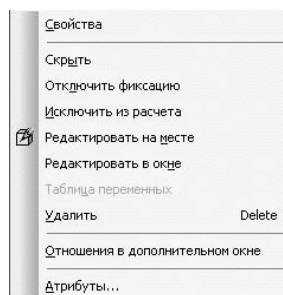 Свойства
Скрыть
Отключить фиксацию
Исключить из расчета
Редактировать на месте
Редактировать в окне
Таблица переменных
Удалить Delete
Отношения в дополнительном окне
Атрибуты...